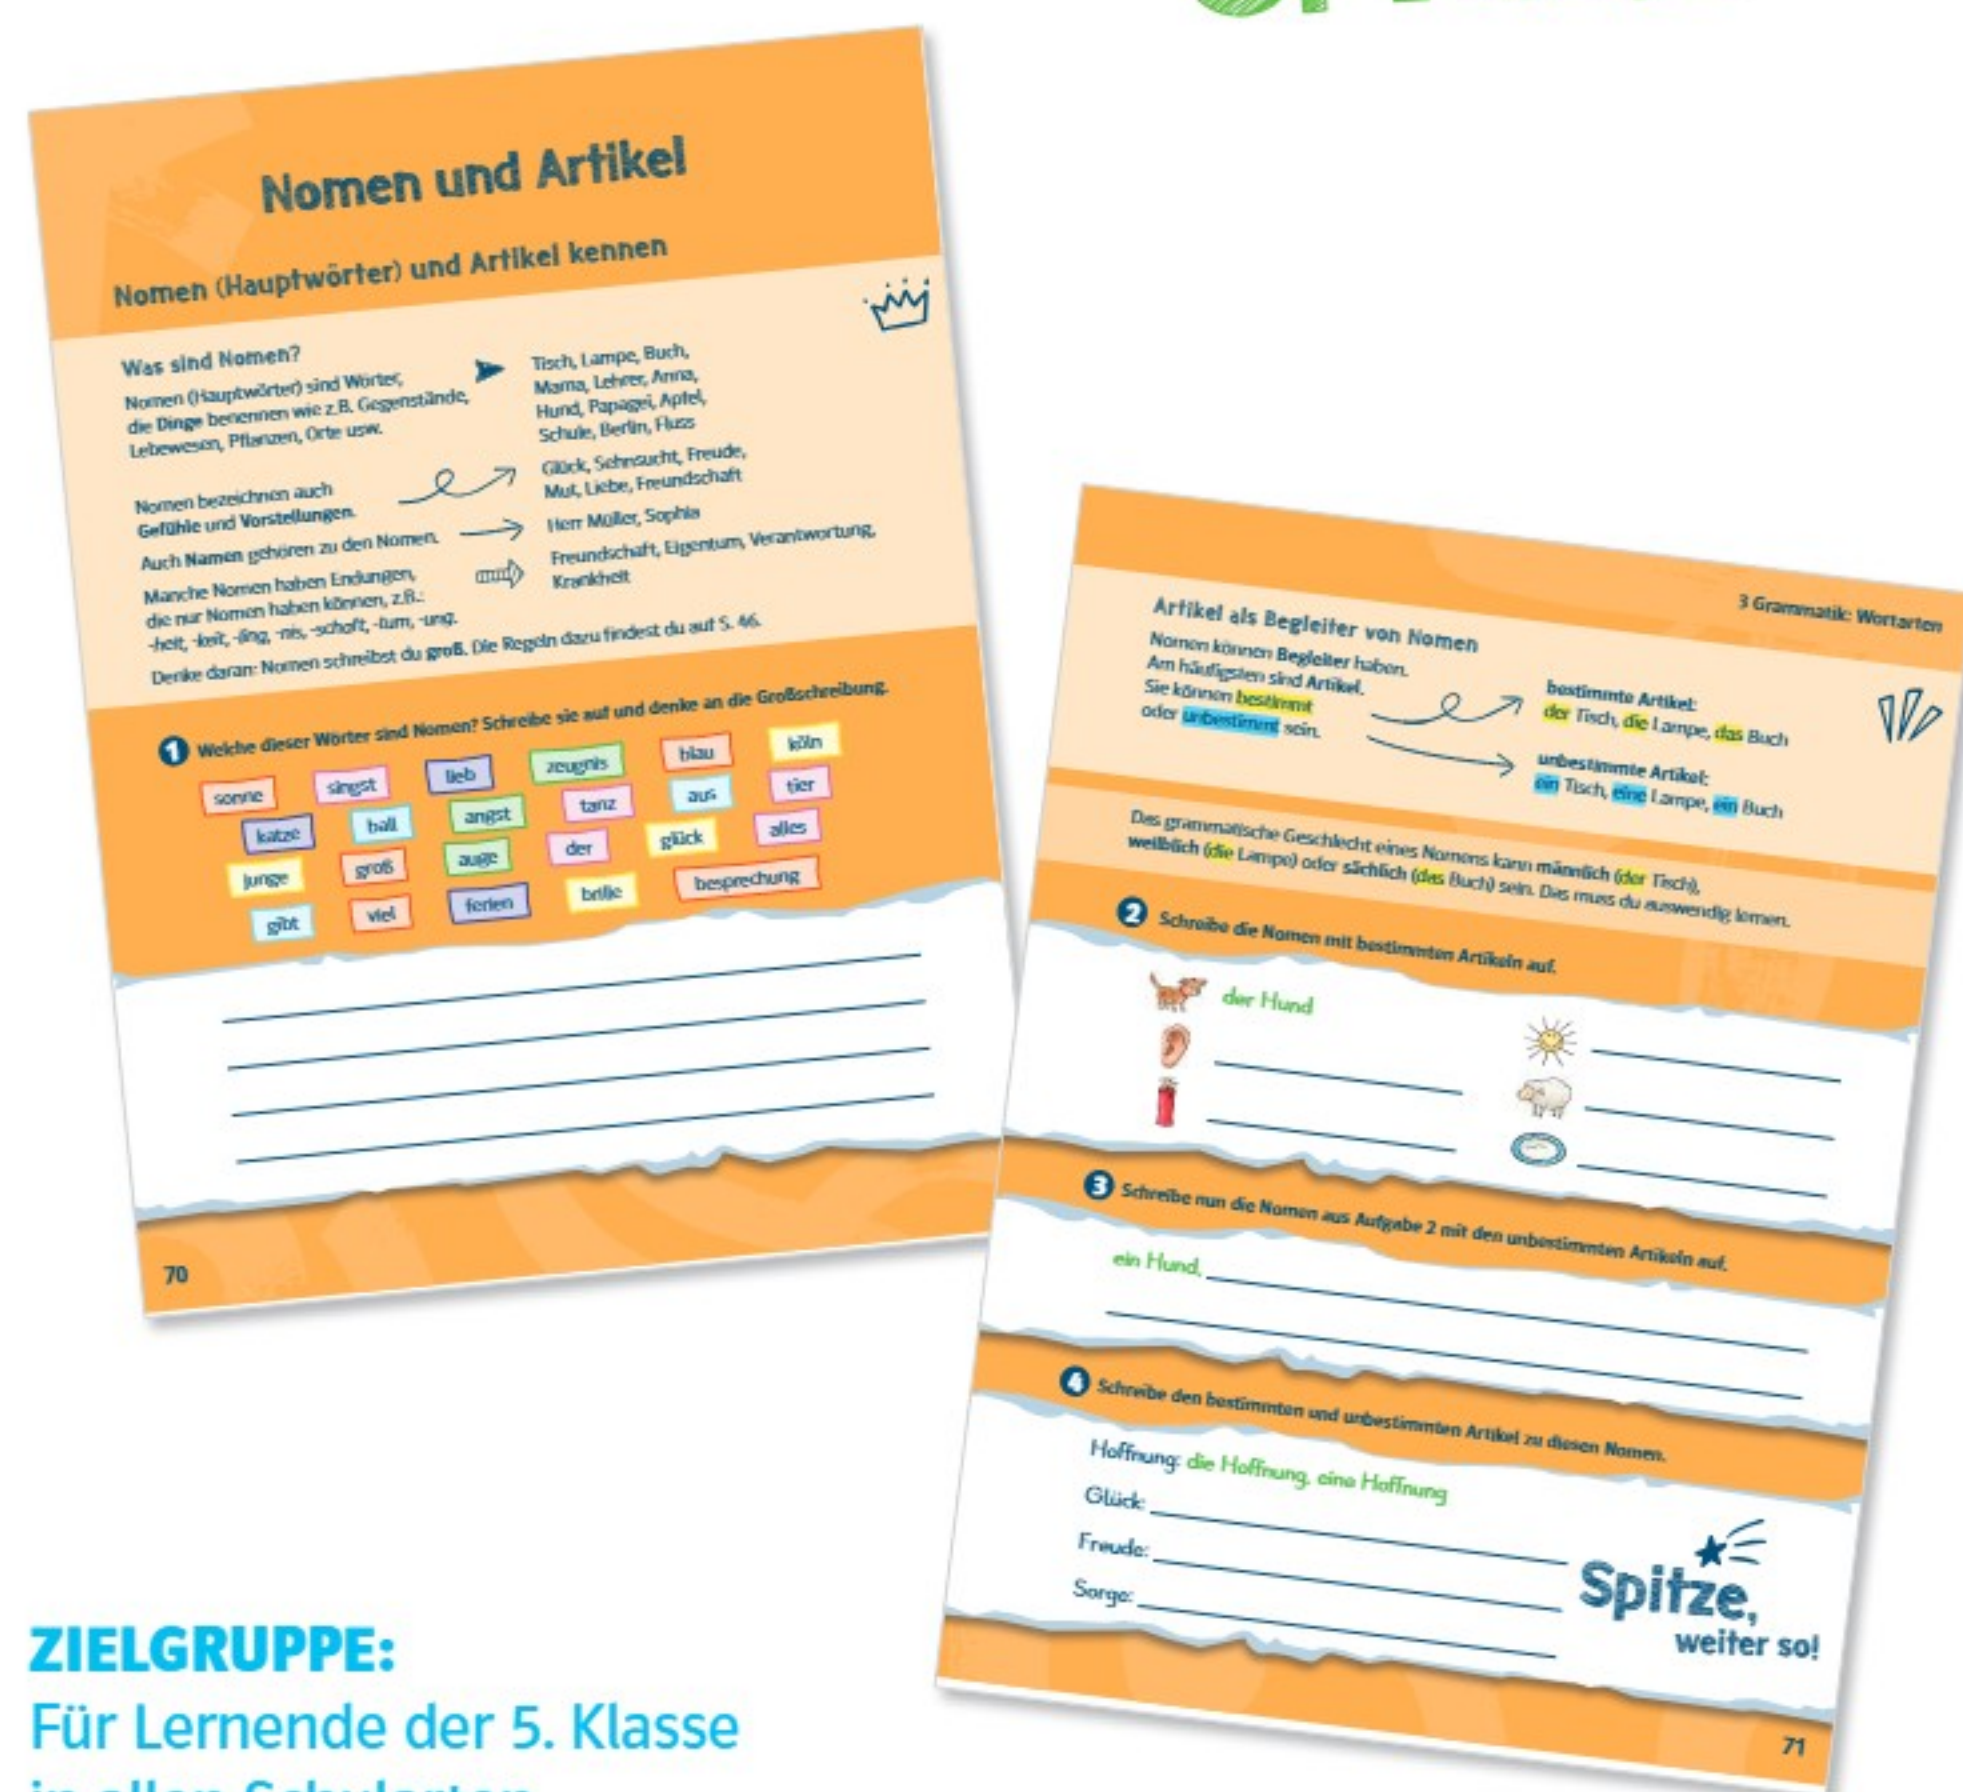 Nomen und Artikel
Nomen (Hauptwörter) und Artikel kennen
Was sind Nomen?
Nomen (Hauptwörter) sind Wörter,
die Dinge benennen wie z.B. Gegenstände,
Lebewesen, Pflanzen, Orte usw.
Tisch, Lampe, Buch,
Mama, Lehrer, Anna,
Hund, Papagei, Apfel,
Schule, Berlin, Fluss
Nomen bezeichnen auch
Gefühle und Vorstellungen.
Glück, Sehnsucht, Freude,
Mut, Liebe, Freundschaft
Auch Namen gehören zu den Nomen.
Herr Müller, Sophia
Manche Nomen haben Endungen,
die nur Nomen haben können, z.B.:
-heit, -keit, -ling, -nis, -schaft, -tum, -ung.
Freundschaft, Eigentum, Verantwortung,
Krankheit
Denke daran: Nomen schreibst du groß. Die Regeln dazu findest du auf S. 46.
1 Welche dieser Wörter sind Nomen? Schreibe sie auf und denke an die Großschreibung.
sonne singst lieb zeugnis blau köln
katze ball angst tanz aus tier
junge groß auge der glück alles
gibt viel ferien brille besprechung
70
3 Grammatik: Wortarten
Artikel als Begleiter von Nomen
Nomen können Begleiter haben.
Am häufigsten sind Artikel.
Sie können bestimmt
oder unbestimmt sein.
bestimmte Artikel:
der Tisch, die Lampe, das Buch
unbestimmte Artikel:
ein Tisch, eine Lampe, ein Buch
Das grammatische Geschlecht eines Nomens kann männlich (der Tisch),
weiblich (die Lampe) oder sächlich (das Buch) sein. Das muss du auswendig lernen.
2 Schreibe die Nomen mit bestimmten Artikeln auf.
der Hund
3 Schreibe nun die Nomen aus Aufgabe 2 mit den unbestimmten Artikeln auf.
ein Hund,
4 Schreibe den bestimmten und unbestimmten Artikel zu diesen Nomen.
Hoffnung: die Hoffnung, eine Hoffnung
Glück:
Freude:
Sorge:
Spitze,
weiter so!
71
ZIELGRUPPE:
Für Lernende der 5. Klasse
in allen Schularten